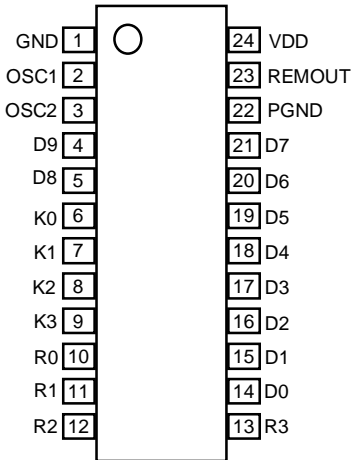 GND 1 24 VDD
OSC1 2 23 REMOUT
OSC2 3 22 PGND
D9 4 21 D7
D8 5 20 D6
K0 6 19 D5
K1 7 18 D4
K2 8 17 D3
K3 9 16 D2
R0 10 15 D1
R1 11 14 D0
R2 12 13 R3